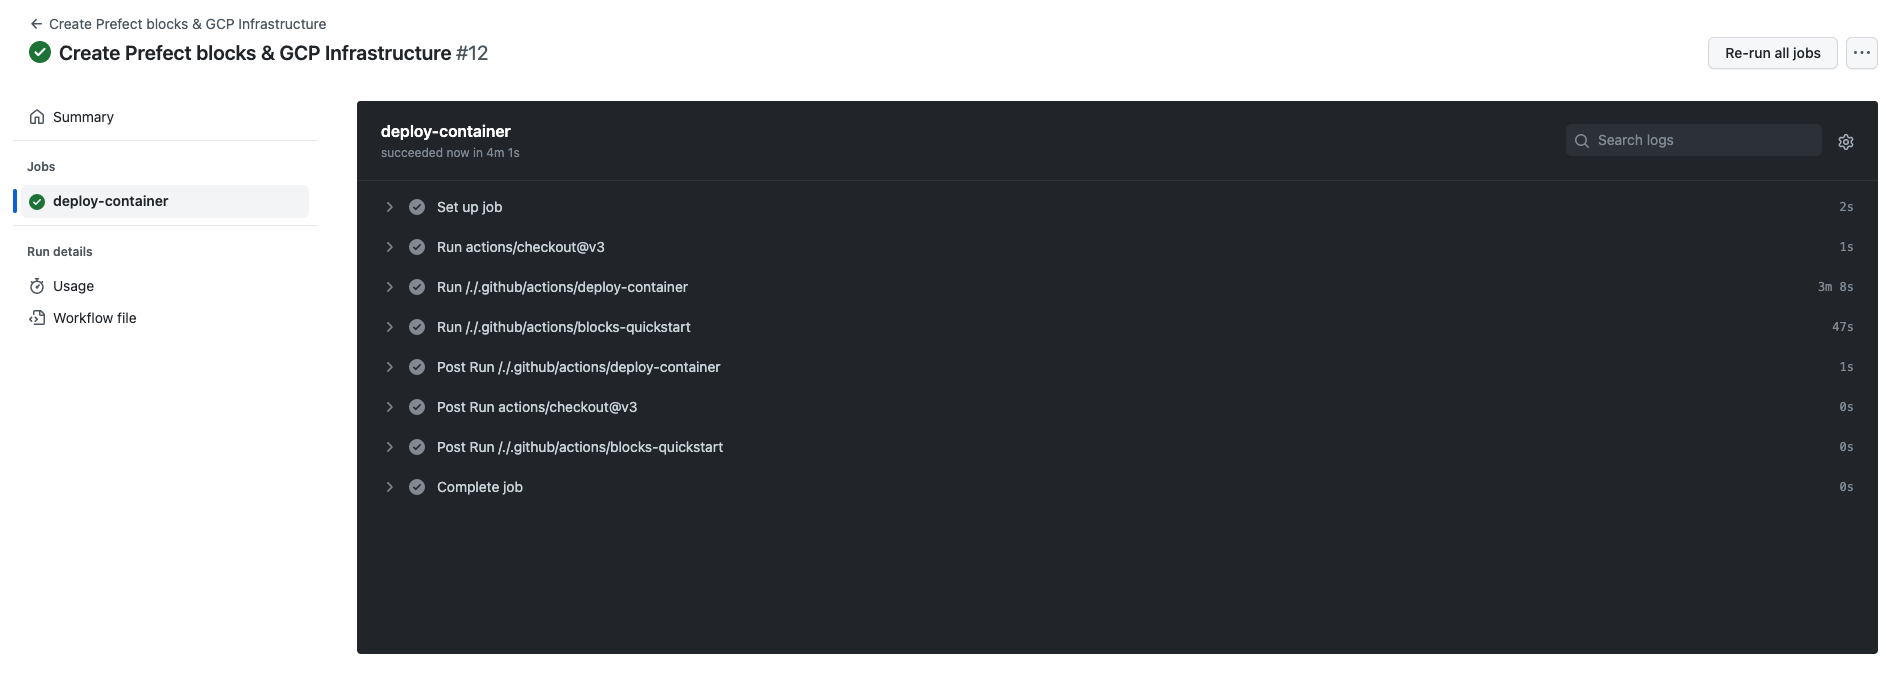 Create Prefect blocks & GCP Infrastructure
Create Prefect blocks & GCP Infrastructure #12
Re-run all jobs
Summary
Jobs
deploy-container
Run details
Usage
Workflow file
deploy-container
succeeded now in 4m 1s
Search logs
Set up job 2s
Run actions/checkout@v3 1s
Run /./.github/actions/deploy-container 3m 8s
Run /./.github/actions/blocks-quickstart 47s
Post Run /./.github/actions/deploy-container 1s
Post Run actions/checkout@v3 0s
Post Run /./.github/actions/blocks-quickstart 0s
Complete job 0s